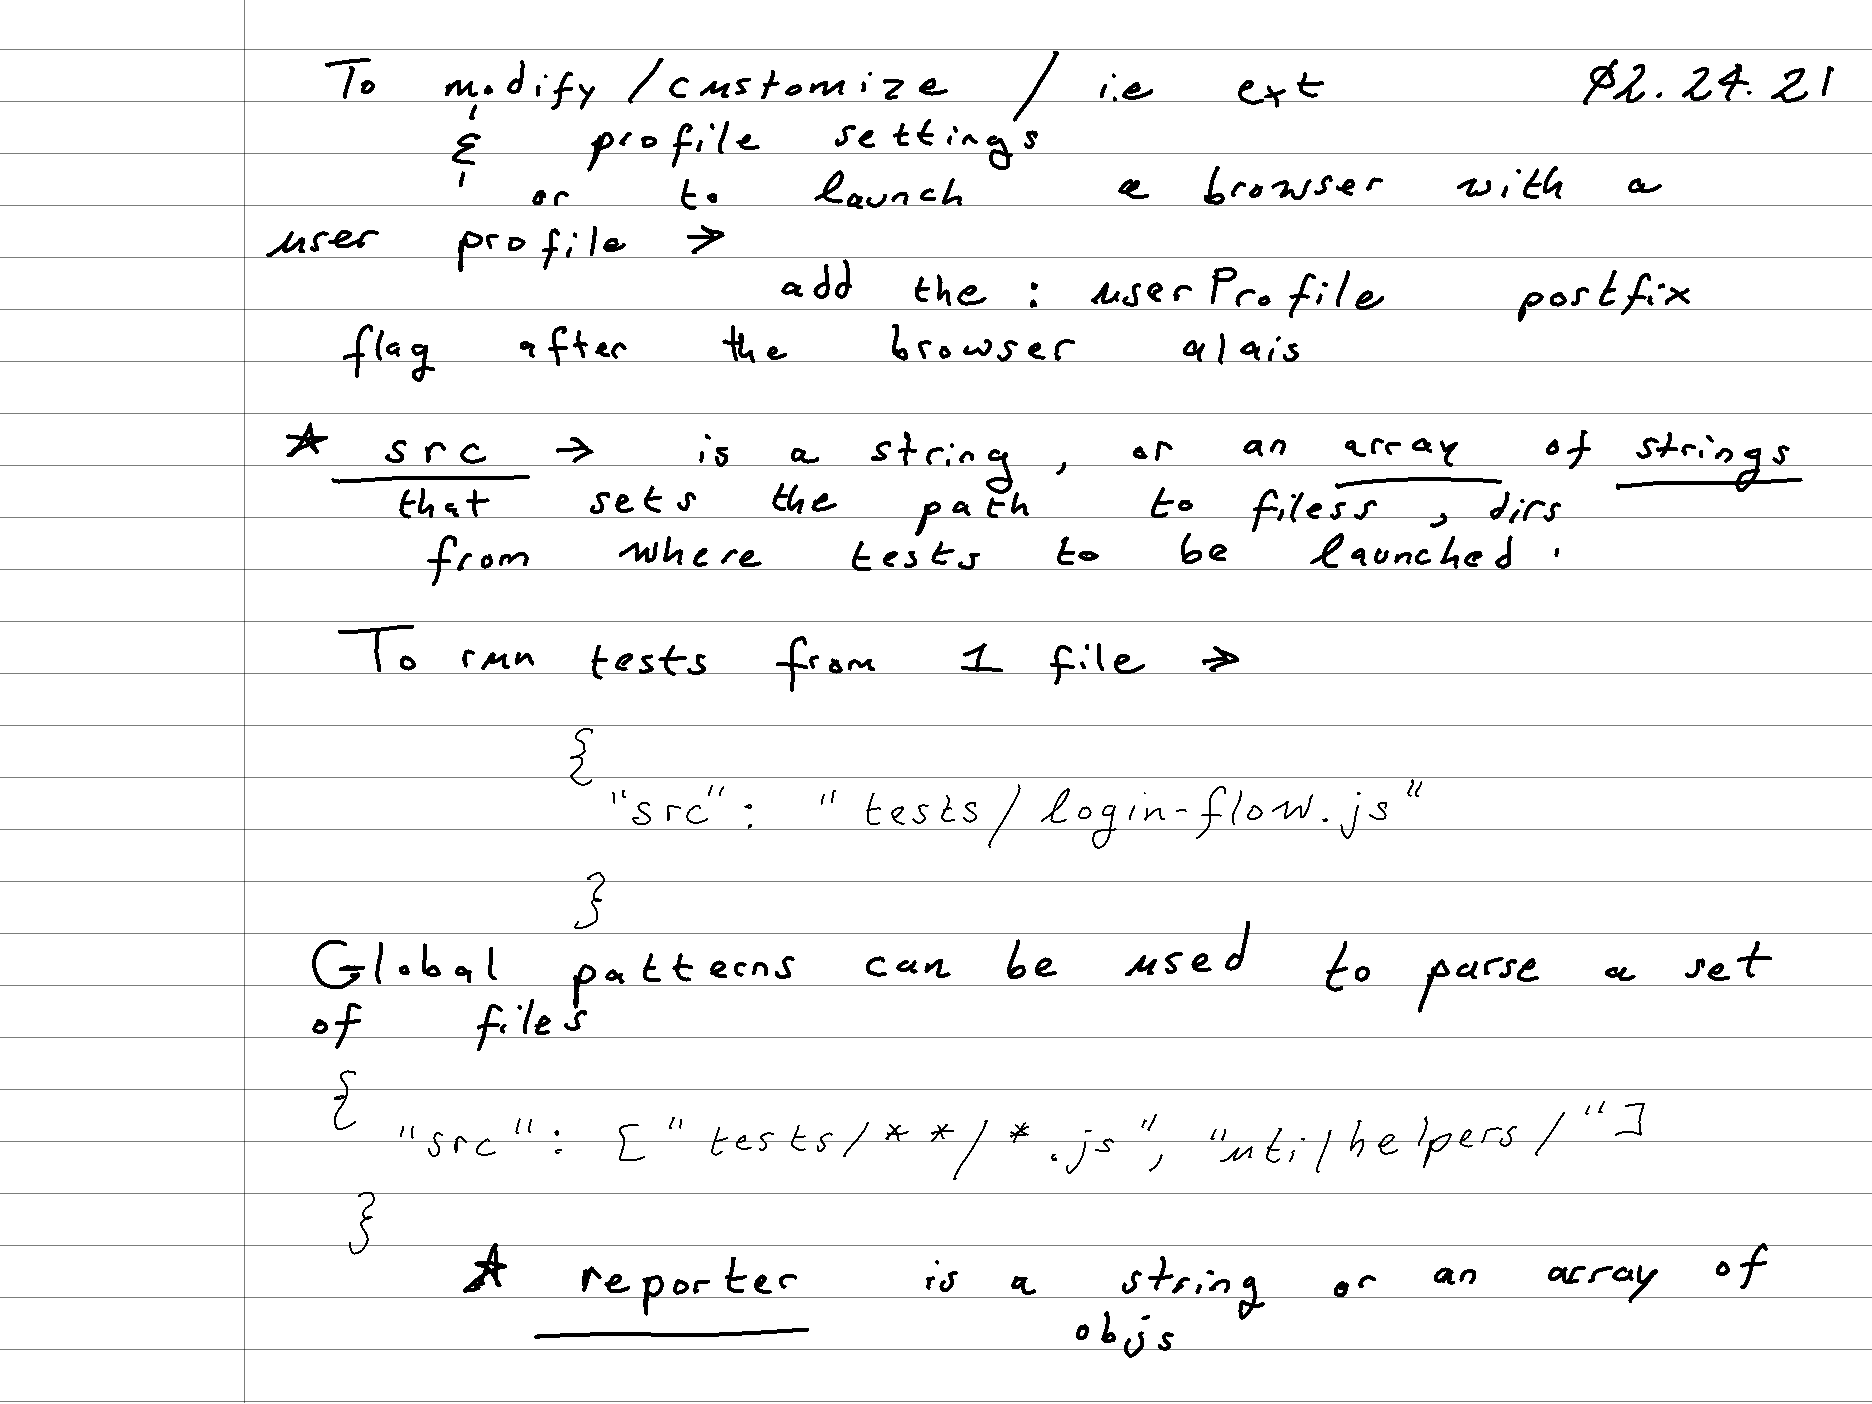 To modify / customize / i.e ext 02.24.21
& profile settings
or to launch a browser with a
user profile →
add the : userProfile postfix
flag after the browser alais
★ src → is a string, or an array of strings
that sets the path to filess, dirs
from where tests to be launched.
To run tests from 1 file →
{
"src": "tests/login-flow.js"
}
Global patterns can be used to parse a set
of files
{
"src": ["tests/**/*.js", "util/helpers/"]
}
★ reporter is a string or an array of
objs